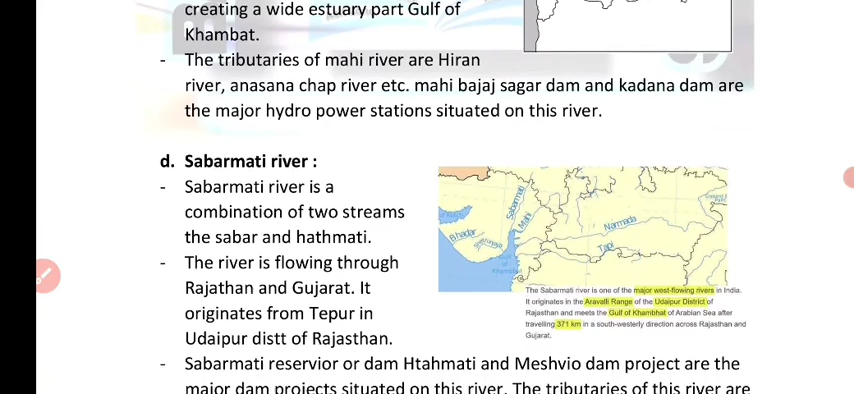 creating a wide estuary part Gulf of
Khambat.
- The tributaries of mahi river are Hiran
river, anasana chap river etc. mahi bajaj sagar dam and kadana dam are
the major hydro power stations situated on this river.
d. Sabarmati river :
- Sabarmati river is a
combination of two streams
the sabar and hathmati.
- The river is flowing through
Rajathan and Gujarat. It
originates from Tepur in
Udaipur distt of Rajasthan.
Sabarmati
Mahi
Narmada
Tapi
Bhadar
Gulf
of
Khambhat
The Sabarmati river is one of the major west-flowing rivers in India.
It originates in the Aravalli Range of the Udaipur District of
Rajasthan and meets the Gulf of Khambhat of Arabian Sea after
travelling 371 km in a south-westerly direction across Rajasthan and
Gujarat.
- Sabarmati reservior or dam Htahmati and Meshvio dam project are the
major dam projects situated on this river. The tributaries of this river are